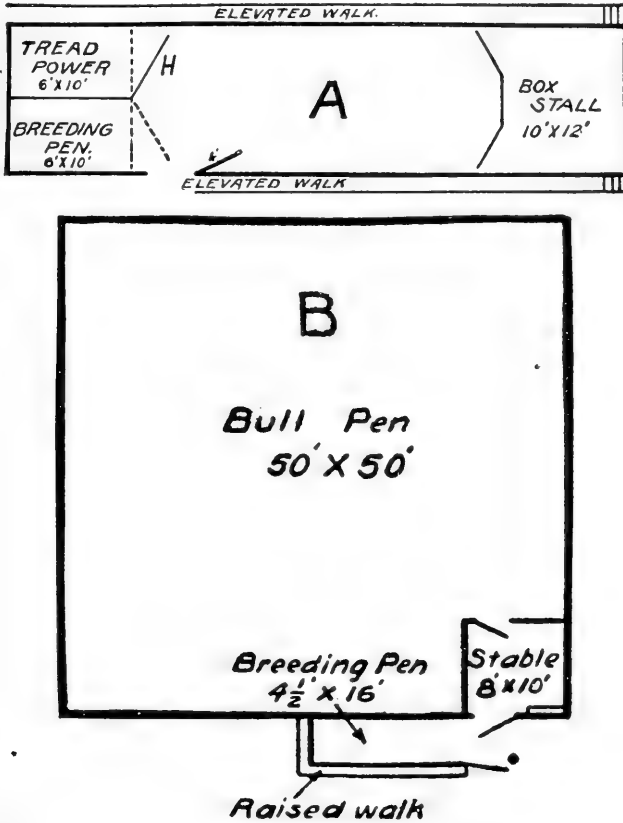 ELEVATED WALK.
TREAD
POWER
6'X10'
H
A
BOX
STALL
10'X12'
BREEDING
PEN.
6'X10'
4'
ELEVATED WALK
B
Bull Pen
50' X 50'
Breeding Pen
4½' X 16'
Stable
8'X10'
Raised walk